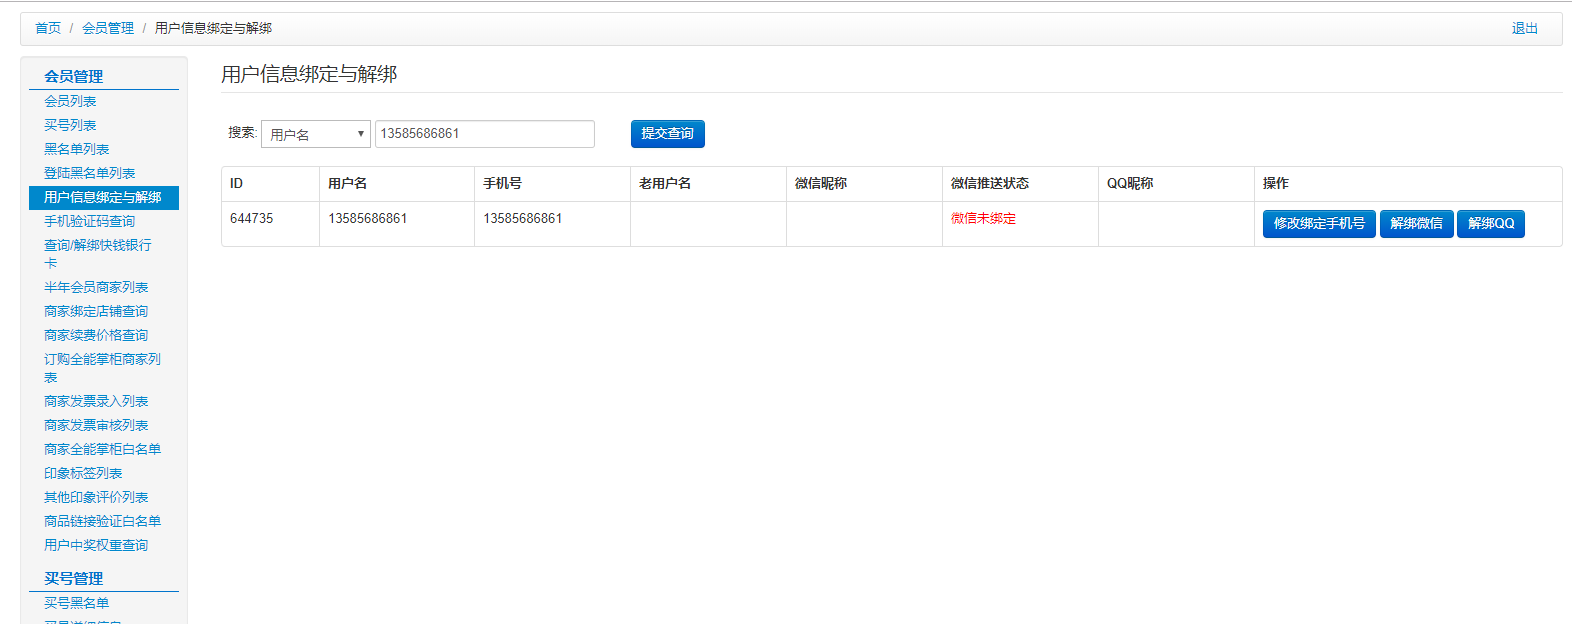 首页 / 会员管理 / 用户信息绑定与解绑 退出
会员管理
会员列表
买号列表
黑名单列表
登陆黑名单列表
用户信息绑定与解绑
手机验证码查询
查询/解绑快钱银行
卡
半年会员商家列表
商家绑定店铺查询
商家续费价格查询
订购全能掌柜商家列
表
商家发票录入列表
商家发票审核列表
商家全能掌柜白名单
印象标签列表
其他印象评价列表
商品链接验证白名单
用户中奖权重查询
买号管理
买号黑名单
用户信息绑定与解绑
搜索: 用户名 13585686861 提交查询
ID 用户名 手机号 老用户名 微信昵称 微信推送状态 QQ昵称 操作
644735 13585686861 13585686861 微信未绑定 修改绑定手机号 解绑微信 解绑QQ